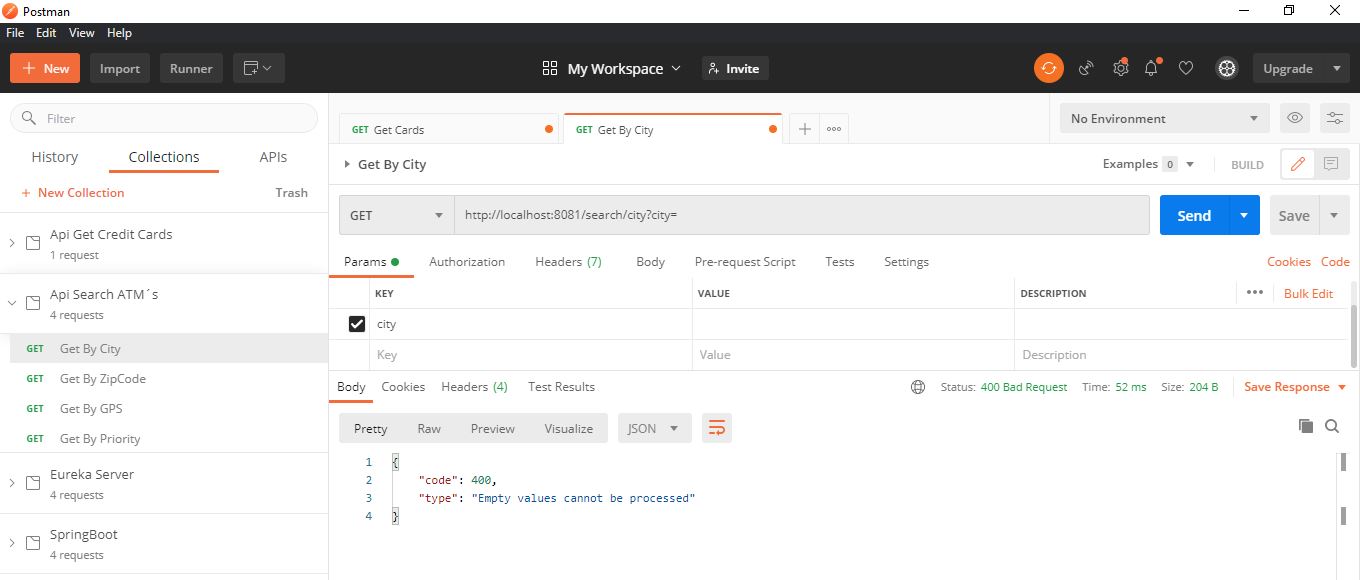 Postman
File Edit View Help
+ New Import Runner My Workspace Invite Upgrade
Filter
History Collections APIs
+ New Collection Trash
Api Get Credit Cards
1 request
Api Search ATM´s
4 requests
GET Get By City
GET Get By ZipCode
GET Get By GPS
GET Get By Priority
Eureka Server
4 requests
SpringBoot
4 requests
GET Get Cards GET Get By City + ooo No Environment
Get By City Examples 0 BUILD
GET http://localhost:8081/search/city?city= Send Save
Params Authorization Headers (7) Body Pre-request Script Tests Settings Cookies Code
KEY VALUE DESCRIPTION ••• Bulk Edit
city
Key Value Description
Body Cookies Headers (4) Test Results Status: 400 Bad Request Time: 52 ms Size: 204 B Save Response
Pretty Raw Preview Visualize JSON
1 {
2 "code": 400,
3 "type": "Empty values cannot be processed"
4 }